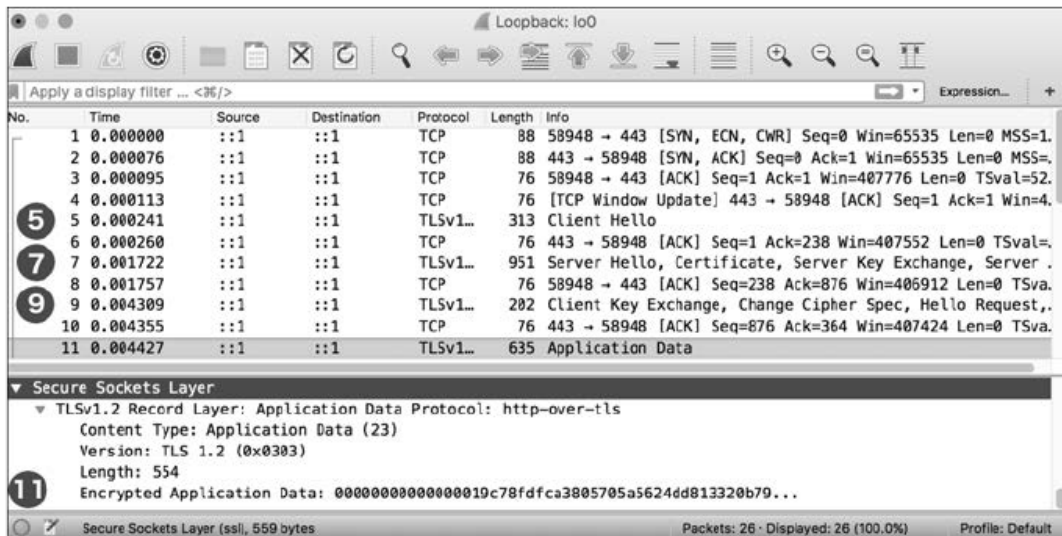 Loopback: lo0
Apply a display filter ... <⌘/>
Expression... +
No. Time Source Destination Protocol Length Info
1 0.000000 ::1 ::1 TCP 88 58948 → 443 [SYN, ECN, CWR] Seq=0 Win=65535 Len=0 MSS=1.
2 0.000076 ::1 ::1 TCP 88 443 → 58948 [SYN, ACK] Seq=0 Ack=1 Win=65535 Len=0 MSS=.
3 0.000095 ::1 ::1 TCP 76 58948 → 443 [ACK] Seq=1 Ack=1 Win=407776 Len=0 TSval=52.
4 0.000113 ::1 ::1 TCP 76 [TCP Window Update] 443 → 58948 [ACK] Seq=1 Ack=1 Win=4.
5 5 0.000241 ::1 ::1 TLSv1… 313 Client Hello
6 0.000260 ::1 ::1 TCP 76 443 → 58948 [ACK] Seq=1 Ack=238 Win=407552 Len=0 TSval=.
7 7 0.001722 ::1 ::1 TLSv1… 951 Server Hello, Certificate, Server Key Exchange, Server .
8 0.001757 ::1 ::1 TCP 76 58948 → 443 [ACK] Seq=238 Ack=876 Win=406912 Len=0 TSva.
9 9 0.004309 ::1 ::1 TLSv1… 202 Client Key Exchange, Change Cipher Spec, Hello Request,.
10 0.004355 ::1 ::1 TCP 76 443 → 58948 [ACK] Seq=876 Ack=364 Win=407424 Len=0 TSva.
11 0.004427 ::1 ::1 TLSv1… 635 Application Data
Secure Sockets Layer
TLSv1.2 Record Layer: Application Data Protocol: http-over-tls
Content Type: Application Data (23)
Version: TLS 1.2 (0x0303)
Length: 554
11 Encrypted Application Data: 00000000000000019c78fdfca3805705a5624dd813320b79...
Secure Sockets Layer (ssl), 559 bytes Packets: 26 · Displayed: 26 (100.0%) Profile: Default